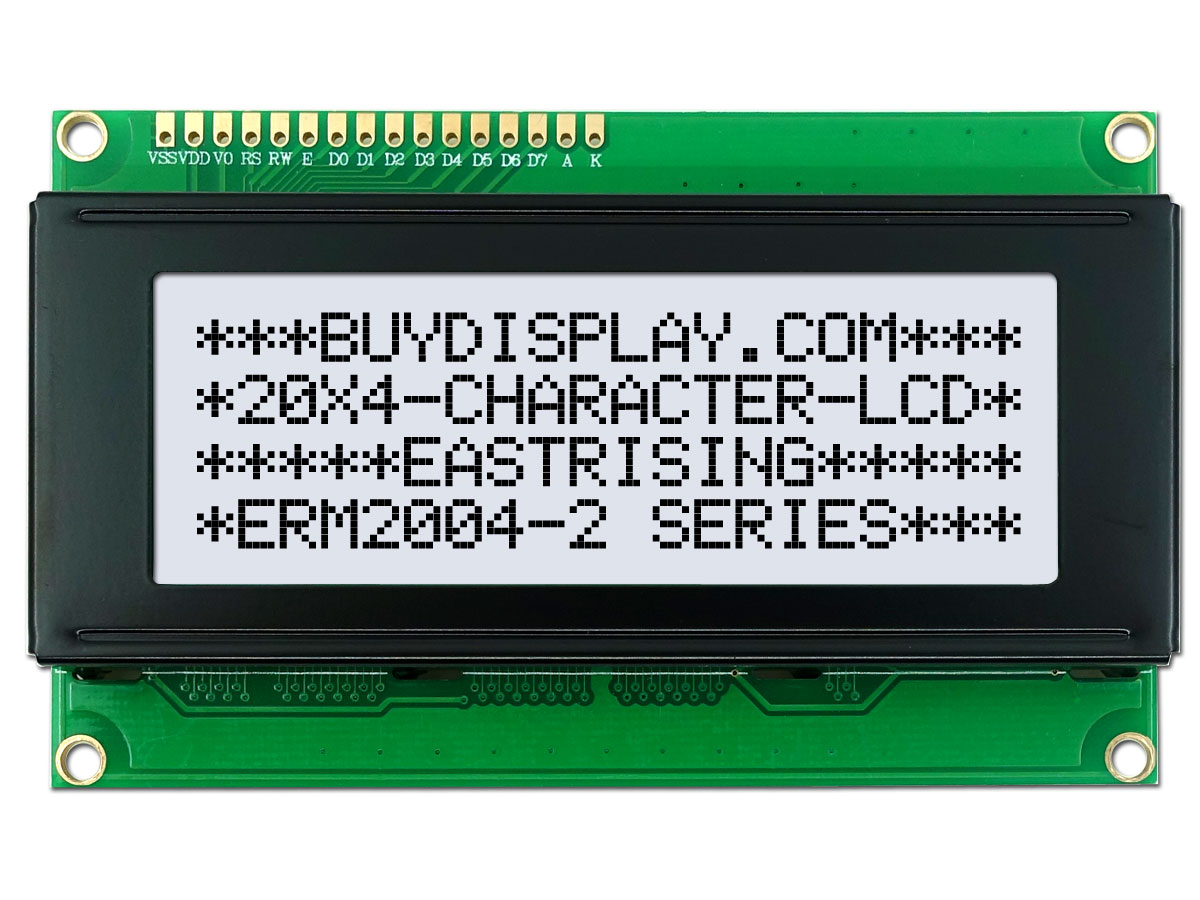 VSS VDD V0 RS RW E D0 D1 D2 D3 D4 D5 D6 D7 A K
***BUYDISPLAY.COM***
*20X4-CHARACTER-LCD*
*****EASTRISING*****
*ERM2004-2 SERIES***